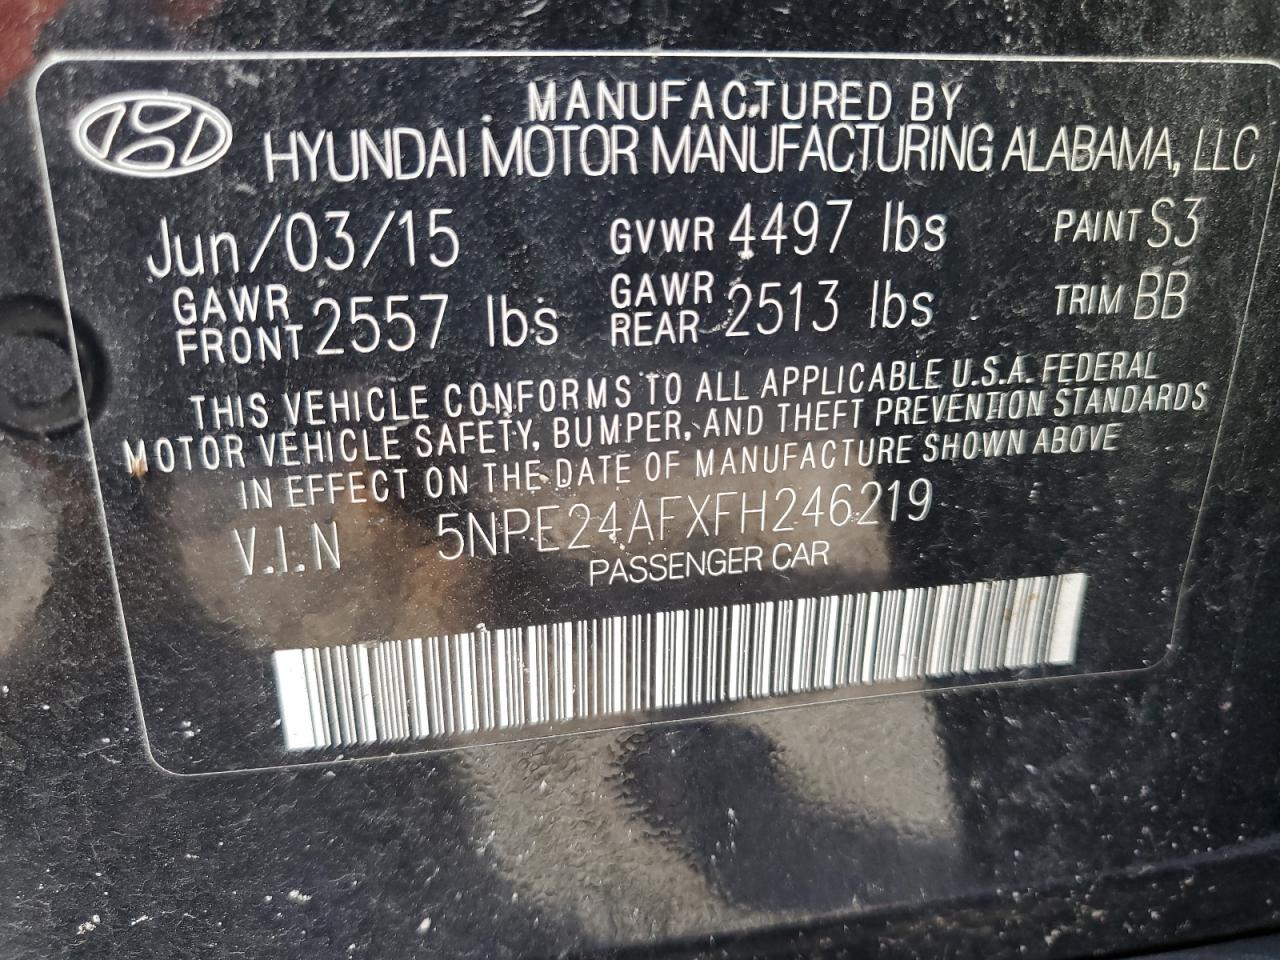 MANUFACTURED BY
HYUNDAI MOTOR MANUFACTURING ALABAMA, LLC
Jun/03/15 GVWR 4497 lbs PAINT S3
GAWR FRONT 2557 lbs GAWR REAR 2513 lbs TRIM BB
THIS VEHICLE CONFORMS TO ALL APPLICABLE U.S.A. FEDERAL
MOTOR VEHICLE SAFETY, BUMPER, AND THEFT PREVENTION STANDARDS
IN EFFECT ON THE DATE OF MANUFACTURE SHOWN ABOVE
V.I.N 5NPE24AFXFH246219
PASSENGER CAR